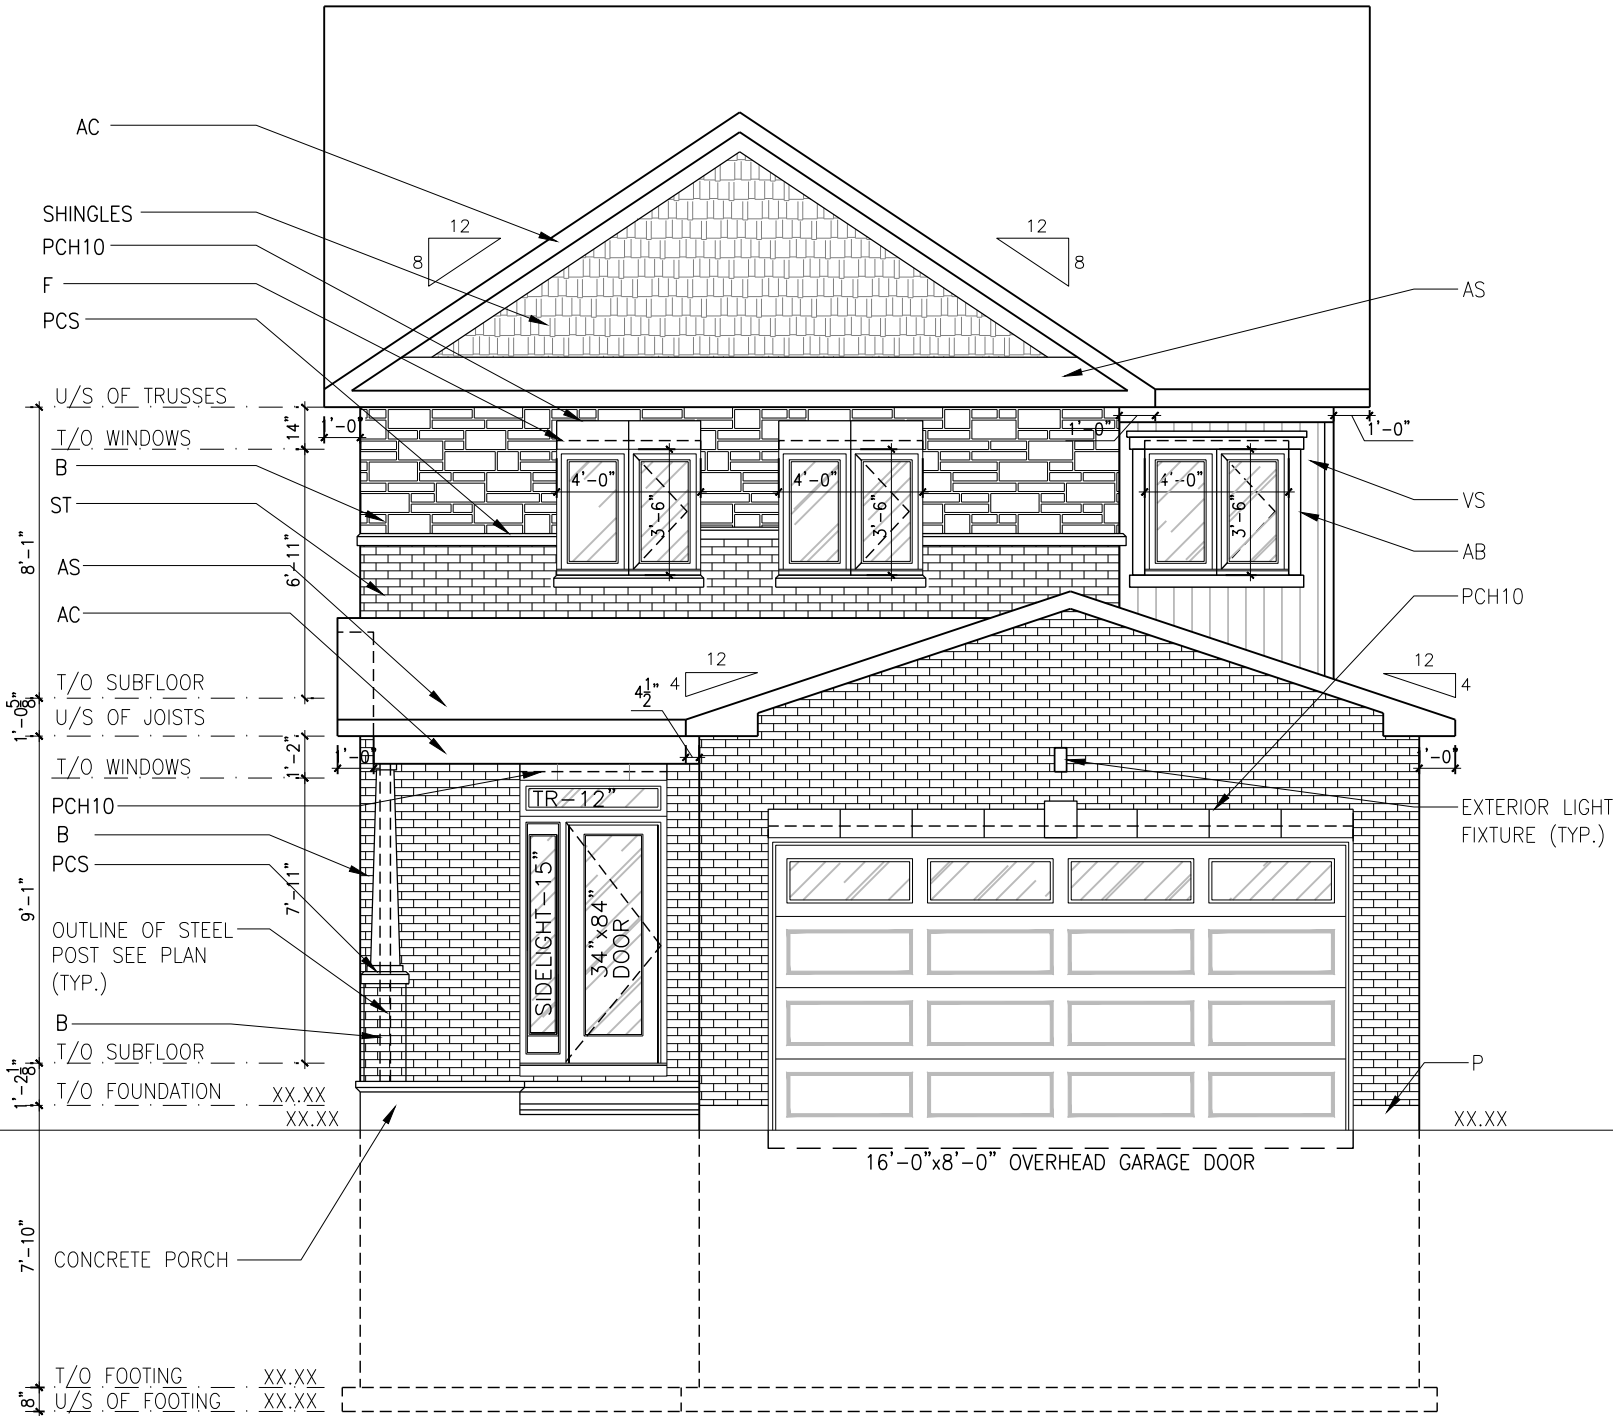 AC
SHINGLES
PCH10
F
PCS
12
8
12
8
AS
U/S OF TRUSSES
T/O WINDOWS
14"
1'-0"
1'-0"
1'-0"
B
ST
AS
AC
4'-0"
3'-6"
4'-0"
3'-6"
4'-0"
3'-6"
VS
AB
PCH10
8'-1"
6'-11"
T/O SUBFLOOR
U/S OF JOISTS
T/O WINDOWS
1'-0 5/8"
1'-2"
1'-0"
4 1/2"
12
4
12
4
1'-0"
PCH10
B
PCS
OUTLINE OF STEEL
POST SEE PLAN
(TYP.)
B
TR-12"
SIDELIGHT-15"
34"x84"
DOOR
EXTERIOR LIGHT
FIXTURE (TYP.)
9'-1"
7'-11"
T/O SUBFLOOR
T/O FOUNDATION XX.XX
XX.XX
1'-2 1/8"
P
XX.XX
16'-0"x8'-0" OVERHEAD GARAGE DOOR
7'-10"
CONCRETE PORCH
T/O FOOTING XX.XX
U/S OF FOOTING XX.XX
8"